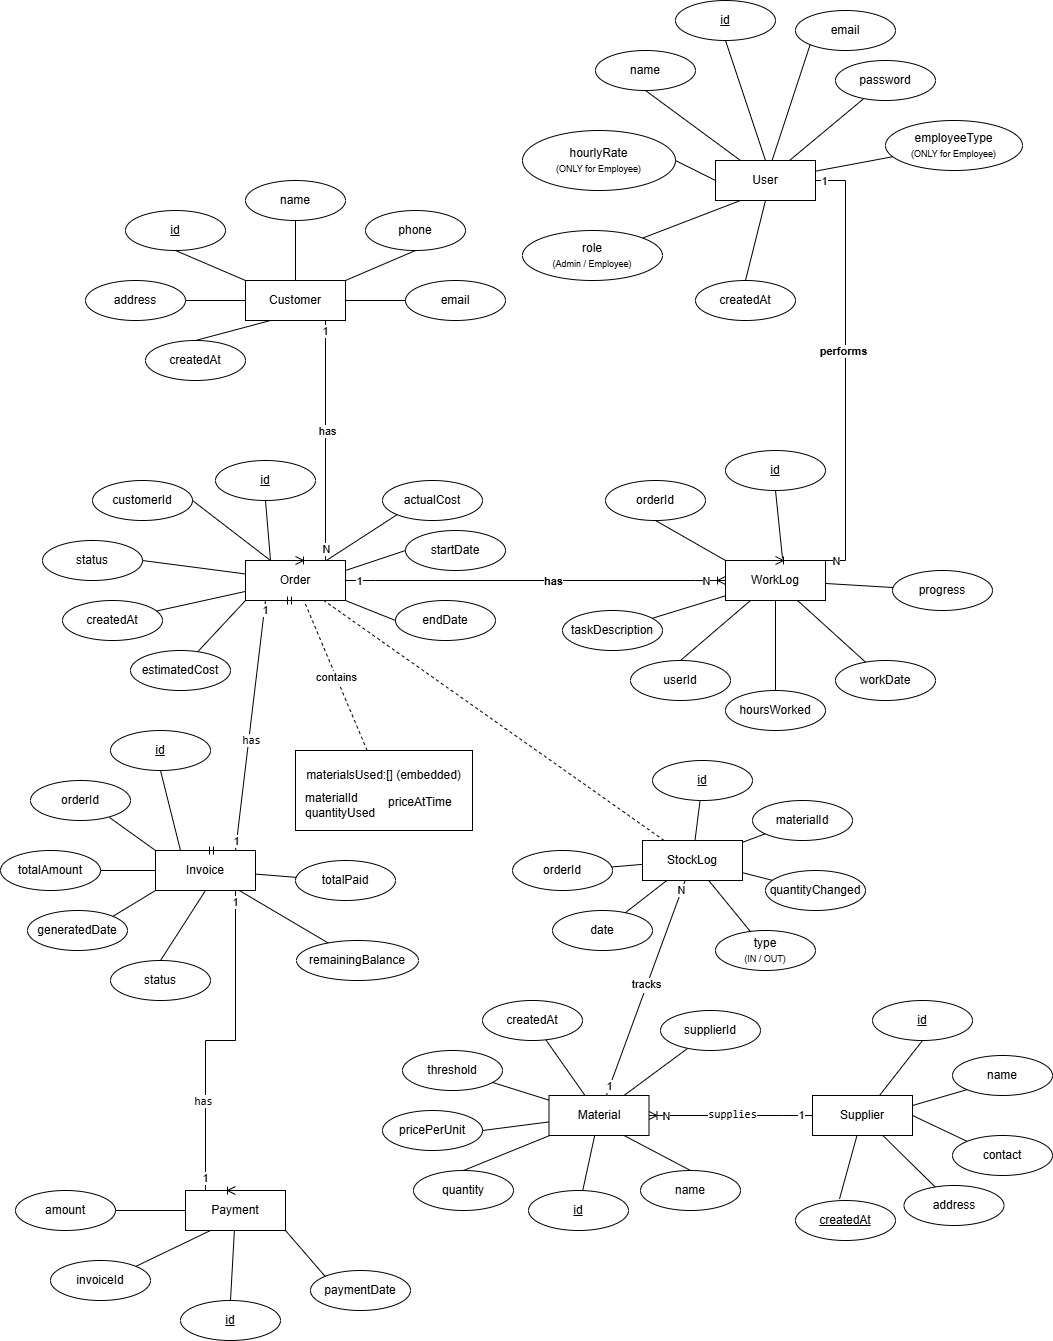 id
email
name
password
employeeType
(ONLY for Employee)
hourlyRate
(ONLY for Employee)
User
1
name
id
phone
role
(Admin / Employee)
address
Customer
email
createdAt
1
createdAt
performs
has
id
id
customerId
actualCost
orderId
status
startDate
N
N
Order
1
has
N
WorkLog
progress
createdAt
1
endDate
taskDescription
estimatedCost
contains
userId
workDate
hoursWorked
has
id
materialsUsed:[] (embedded)
materialId
quantityUsed
priceAtTime
id
orderId
materialId
1
totalAmount
Invoice
totalPaid
StockLog
orderId
quantityChanged
N
1
generatedDate
date
type
(IN / OUT)
status
remainingBalance
tracks
createdAt
supplierId
id
threshold
name
1
has
pricePerUnit
Material
N
supplies
1
Supplier
contact
1
quantity
name
id
address
createdAt
amount
Payment
invoiceId
paymentDate
id